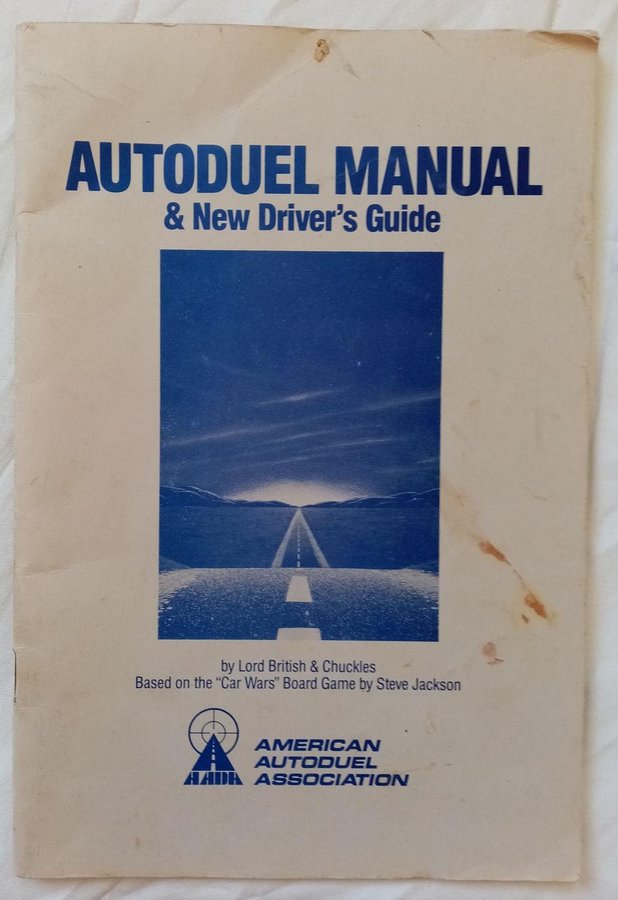 AUTODUEL MANUAL
& New Driver's Guide
by Lord British & Chuckles
Based on the "Car Wars" Board Game by Steve Jackson
AADA
AMERICAN
AUTODUEL
ASSOCIATION